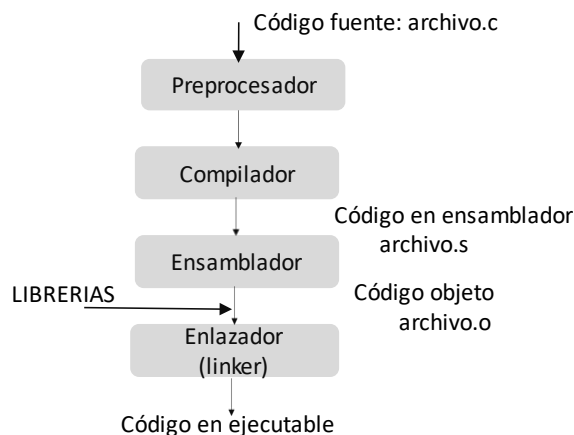 Código fuente: archivo.c
Preprocesador
Compilador
Código en ensamblador
archivo.s
Ensamblador
LIBRERIAS
Código objeto
archivo.o
Enlazador
(linker)
Código en ejecutable